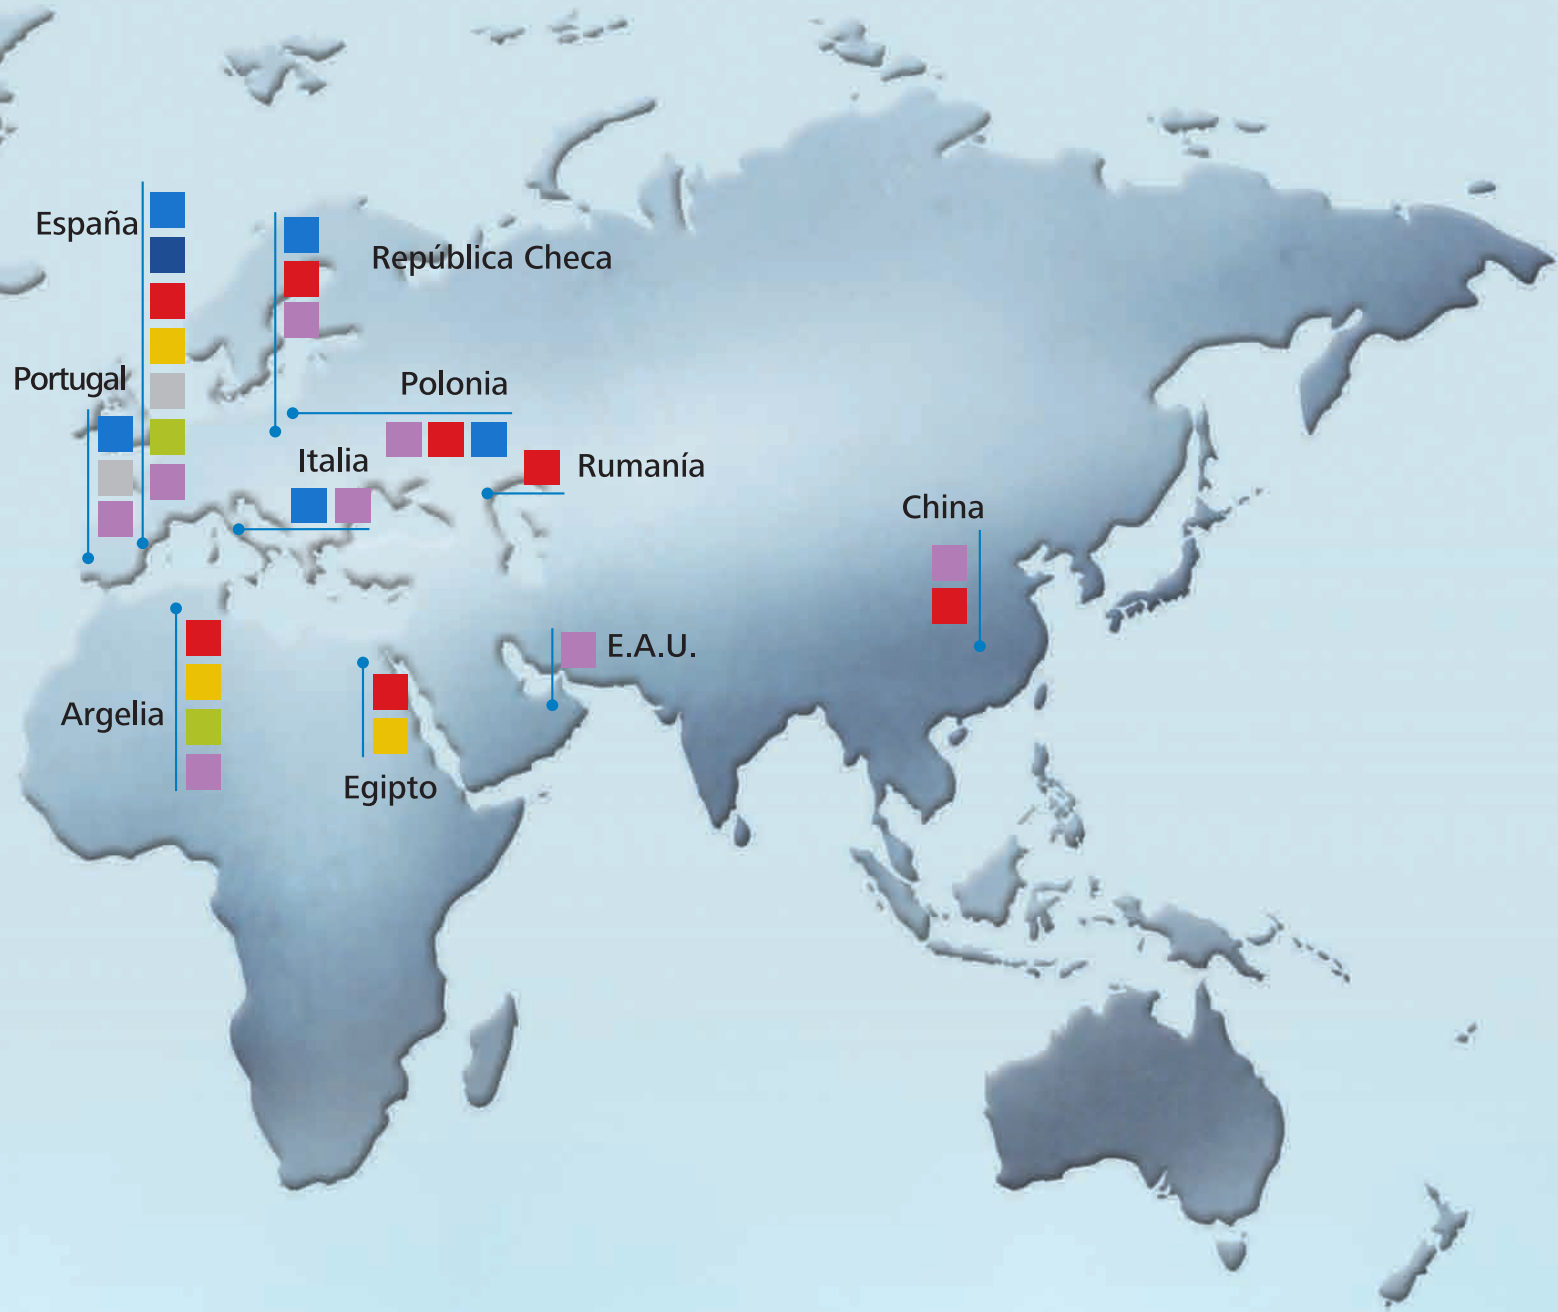 España
República Checa
Portugal
Polonia
Italia
Rumanía
China
E.A.U.
Argelia
Egipto